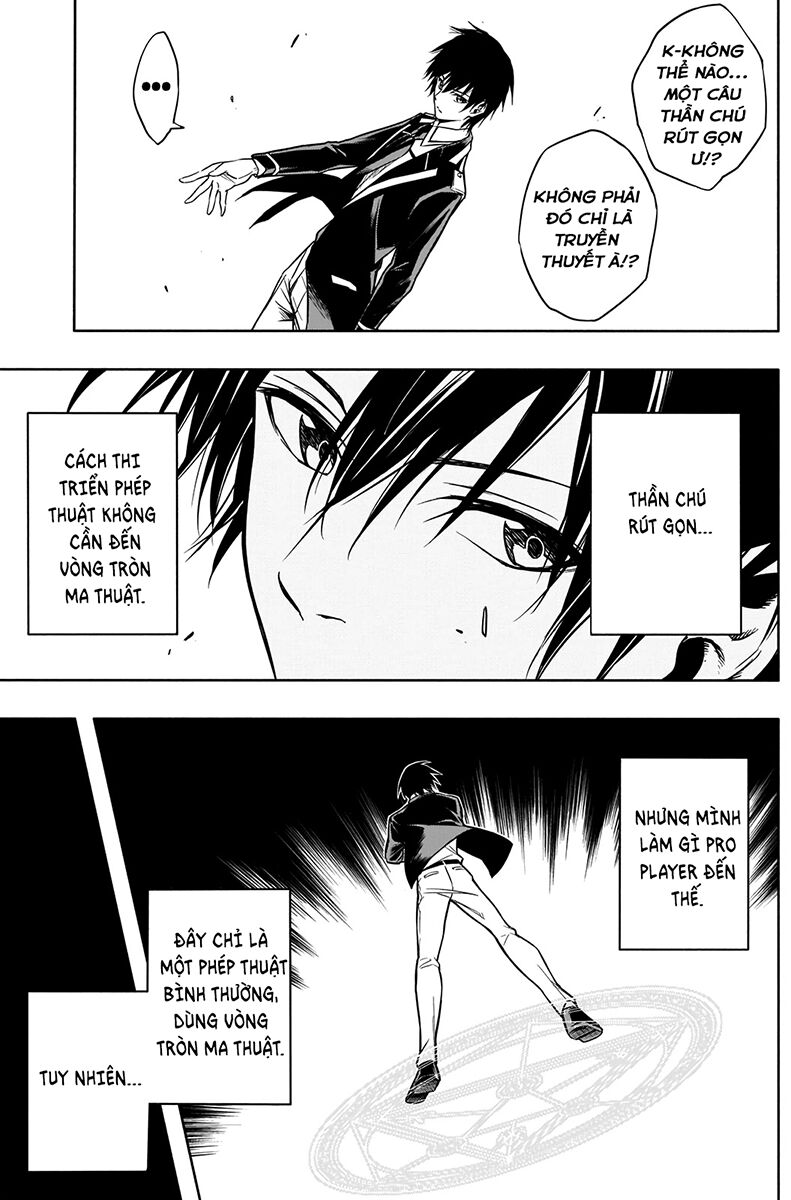 K-KHÔNG
THỂ NÀO...
MỘT CÂU
THẦN CHÚ
RÚT GỌN
Ư!?
KHÔNG PHẢI
ĐÓ CHỈ LÀ
TRUYỀN
THUYẾT À!?
...
THẦN CHÚ
RÚT GỌN...
CÁCH THI
TRIỂN PHÉP
THUẬT KHÔNG
CẦN ĐẾN
VÒNG TRÒN
MA THUẬT.
NHƯNG MÌNH
LÀM GÌ PRO
PLAYER ĐẾN
THẾ.
ĐÂY CHỈ LÀ
MỘT PHÉP THUẬT
BÌNH THƯỜNG,
DÙNG VÒNG
TRÒN MA THUẬT.
TUY NHIÊN...